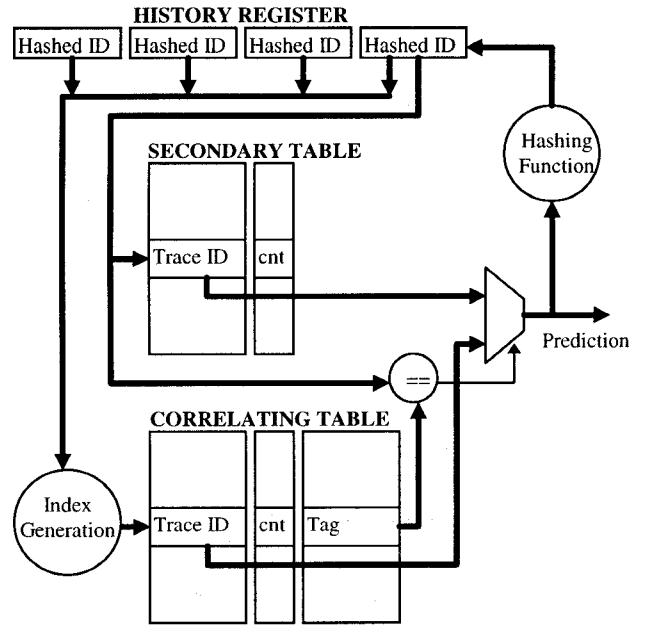 HISTORY REGISTER
Hashed ID Hashed ID Hashed ID Hashed ID
Hashing
Function
SECONDARY TABLE
Trace ID cnt
Prediction
==
CORRELATING TABLE
Index
Generation
Trace ID cnt Tag